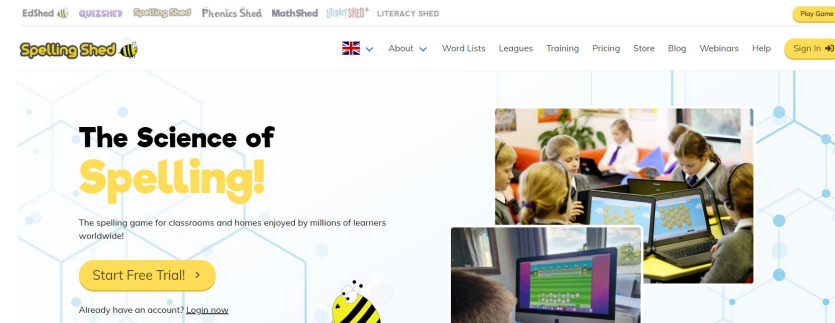 EdShed QUIZSHED Spelling Shed Phonics Shed MathShed LITERACY SHED+ LITERACY SHED Play Game
Spelling Shed About Word Lists Leagues Training Pricing Store Blog Webinars Help Sign In
The Science of
Spelling!
The spelling game for classrooms and homes enjoyed by millions of learners
worldwide!
Start Free Trial!
Already have an account? Login now